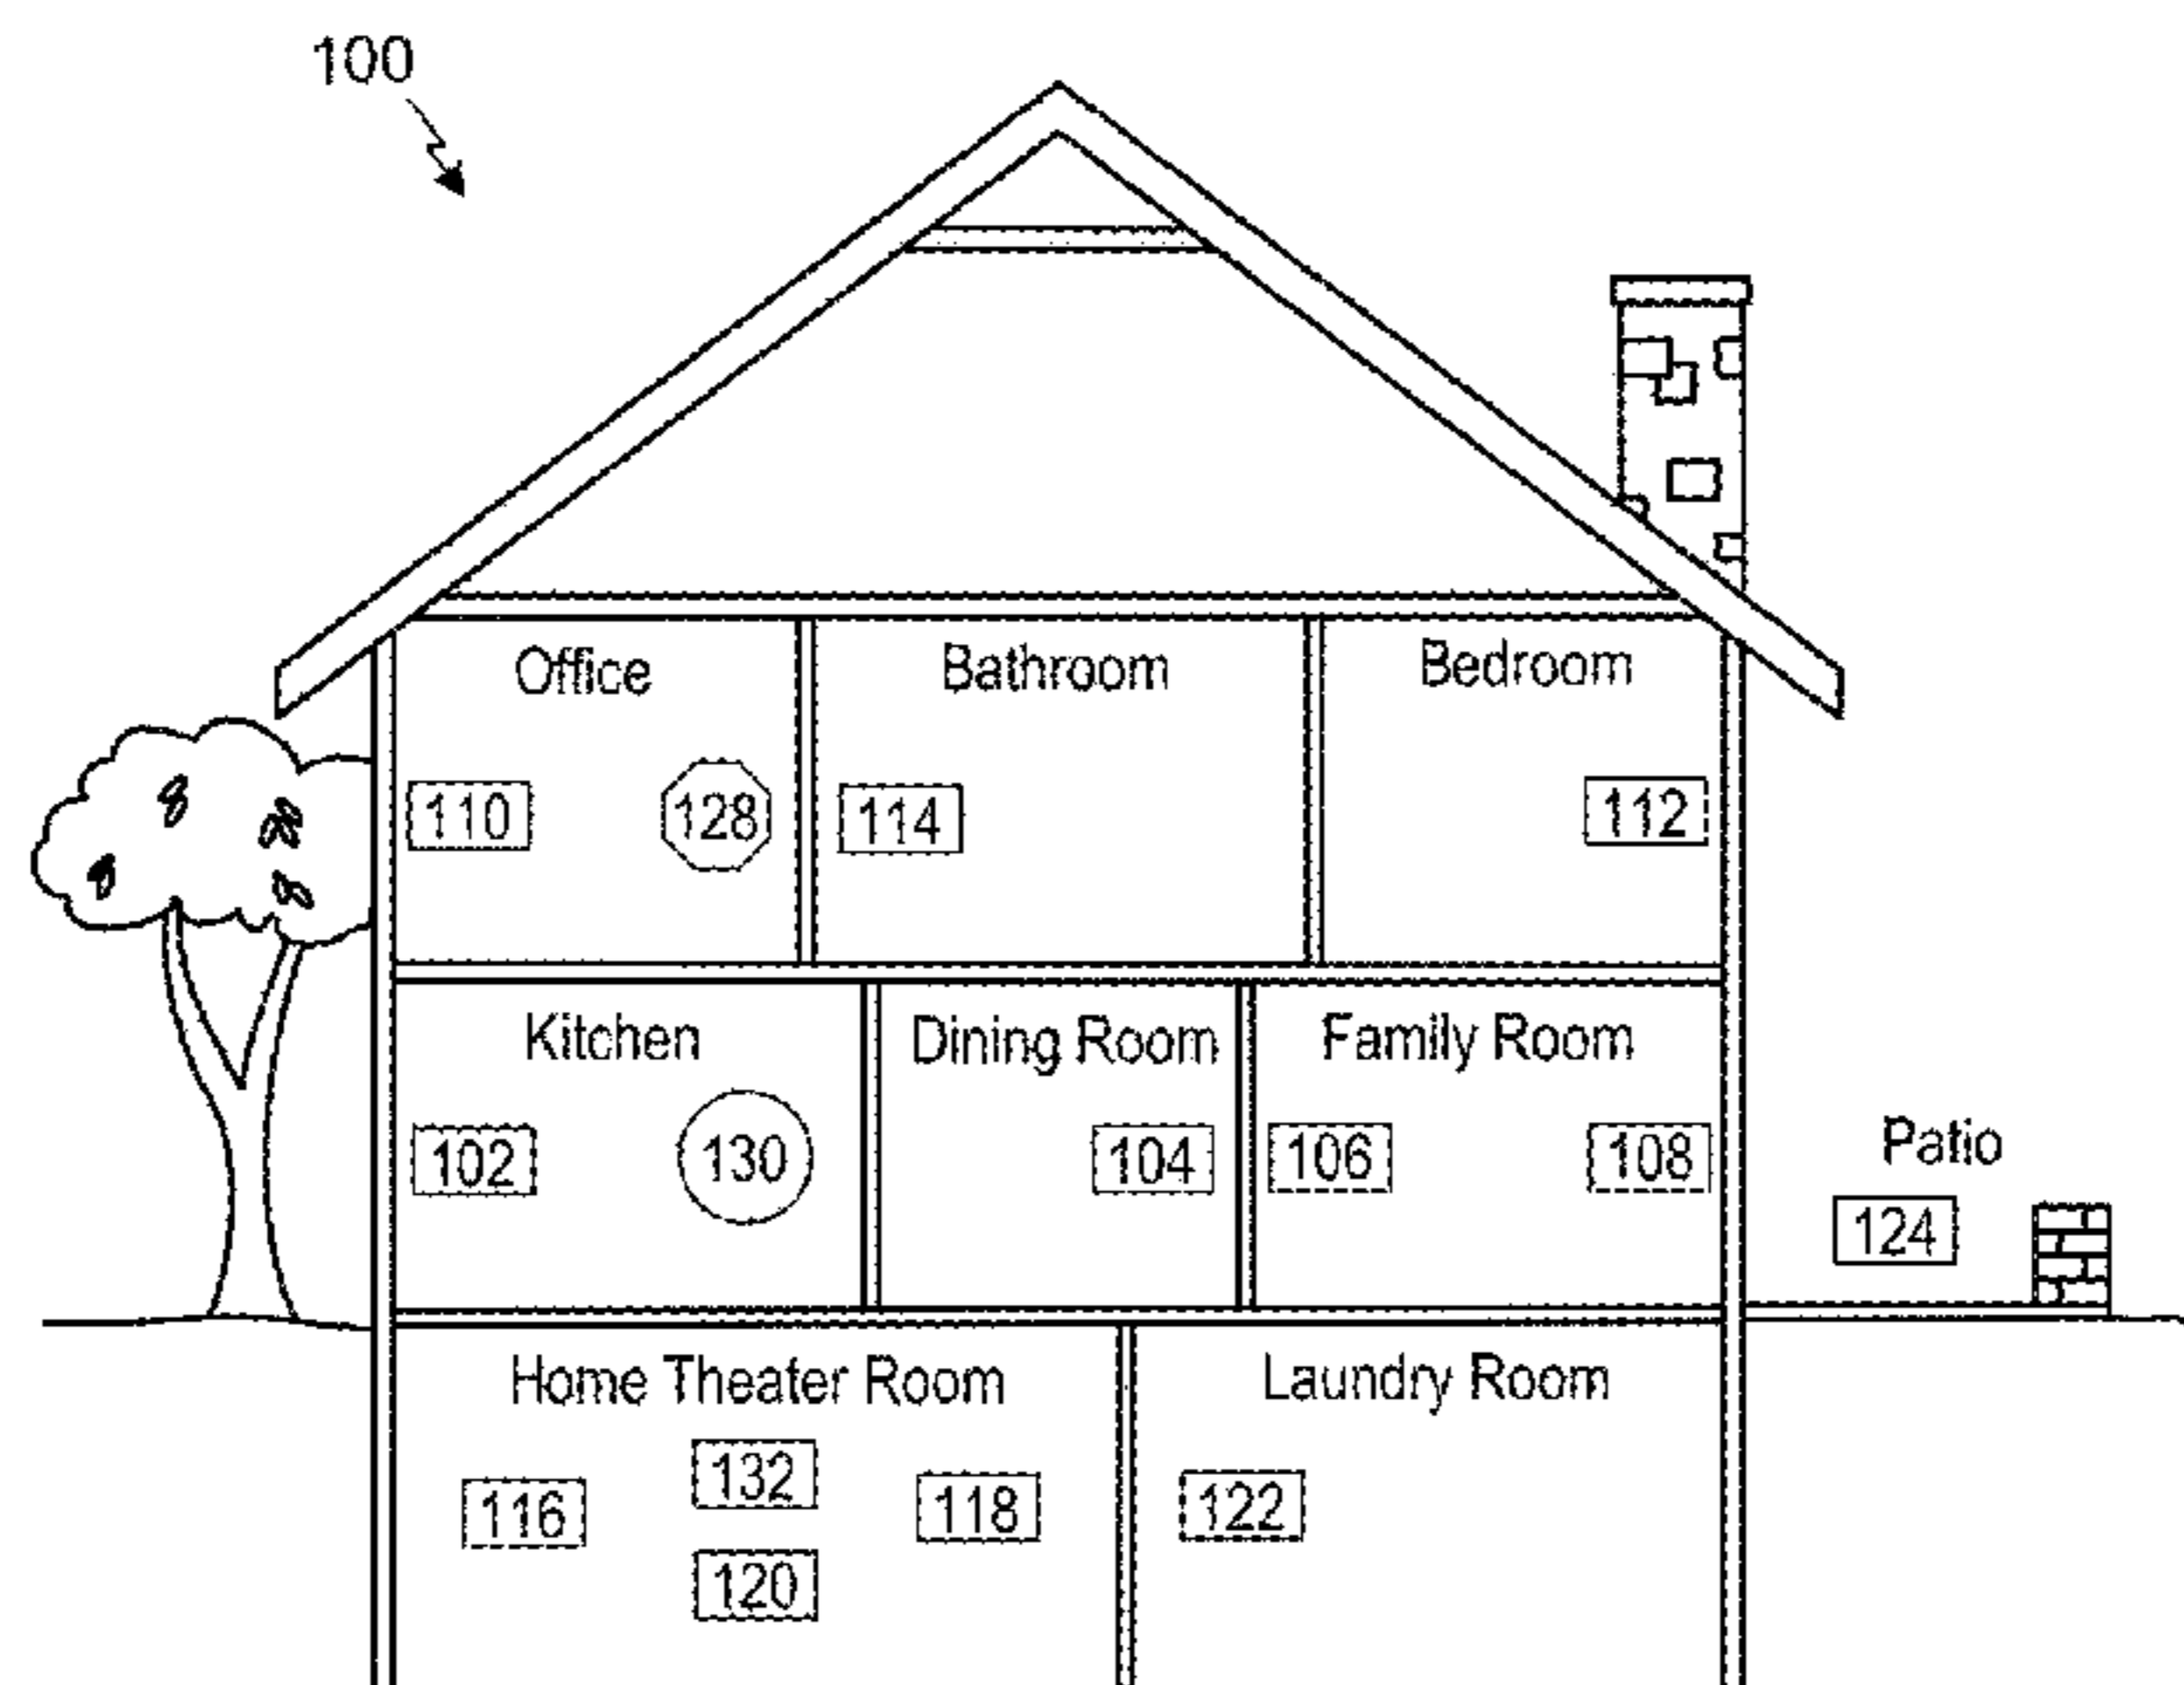 100
Office
Bathroom
Bedroom
110
128
114
112
Kitchen
Dining Room
Family Room
102
130
104
106
108
Patio
124
Home Theater Room
Laundry Room
132
116
118
122
120